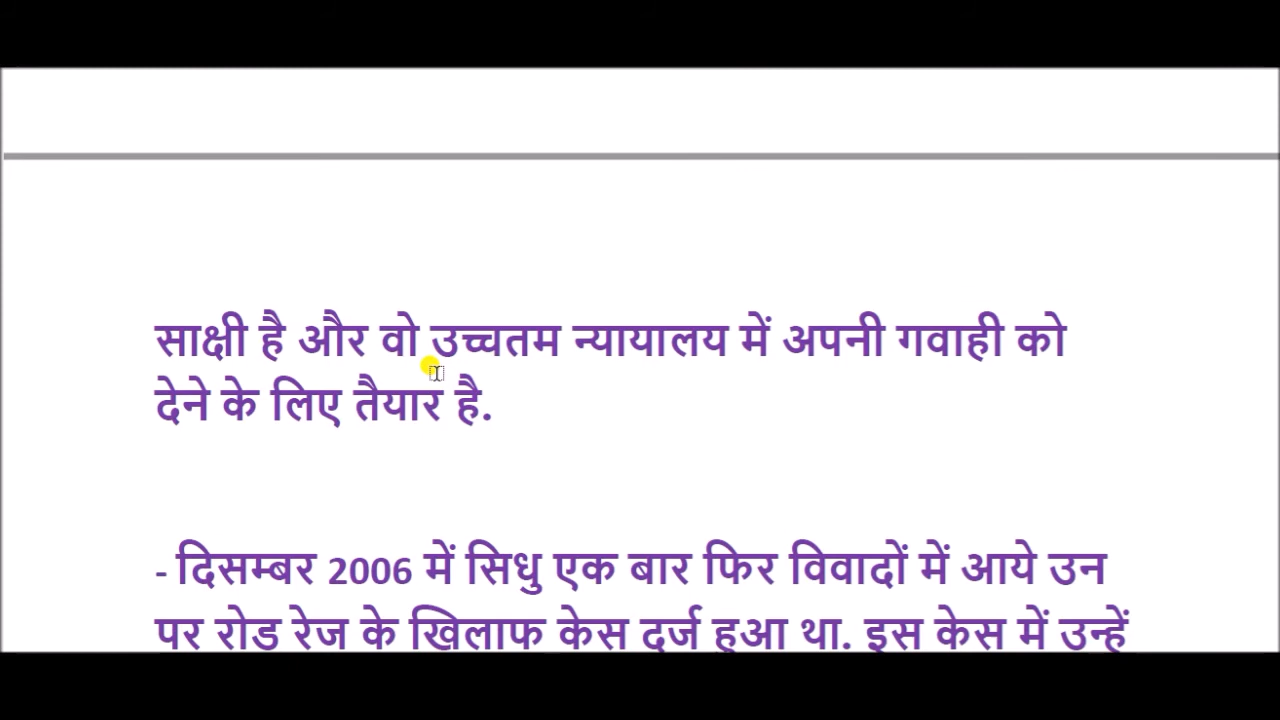 साक्षी है और वो उच्चतम न्यायालय में अपनी गवाही को
देने के लिए तैयार है.
- दिसम्बर 2006 में सिधु एक बार फिर विवादों में आये उन
पर रोड रेज के खिलाफ केस दर्ज हुआ था. इस केस में उन्हें